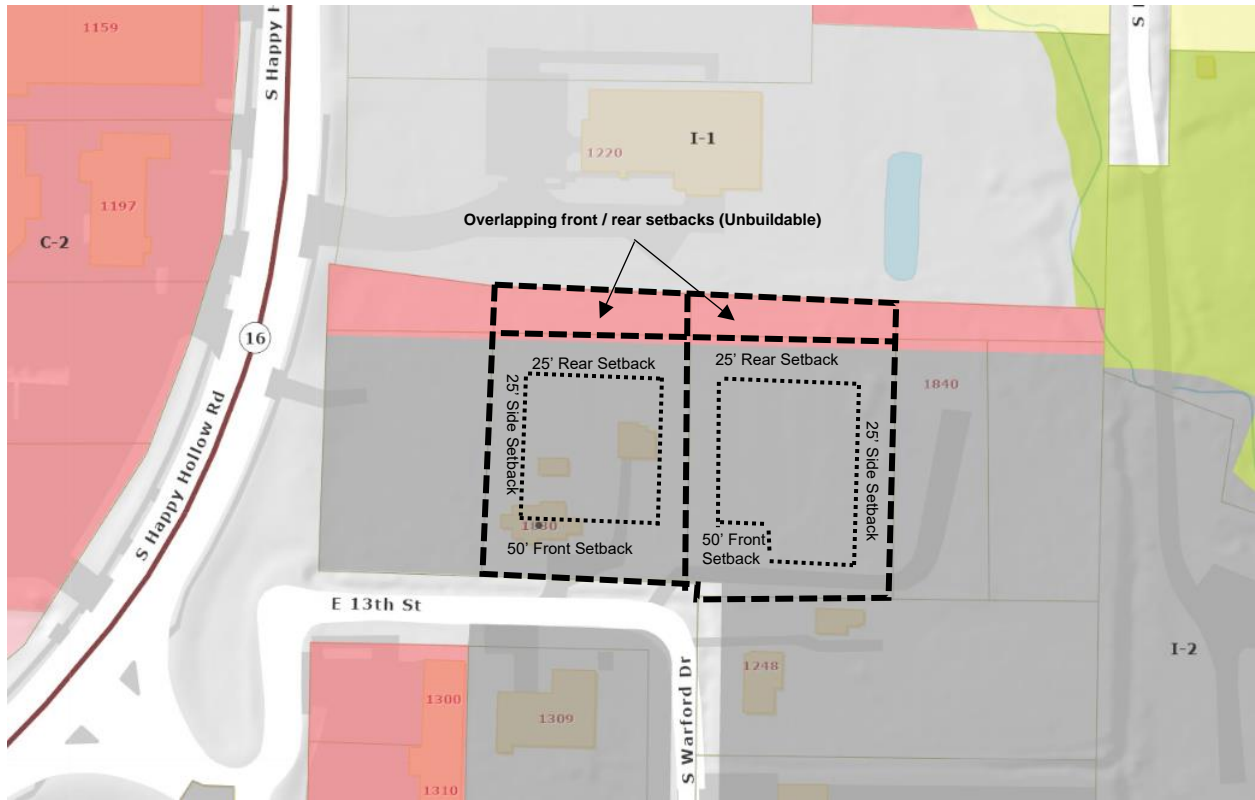 1159
S Happy H
S
1220
I-1
1197
C-2
Overlapping front / rear setbacks (Unbuildable)
16
25' Rear Setback
25' Rear Setback
1840
25' Side Setback
25' Side Setback
S Happy Hollow Rd
50' Front Setback
50' Front
Setback
E 13th St
I-2
1248
S Warford Dr
1300
1309
1310